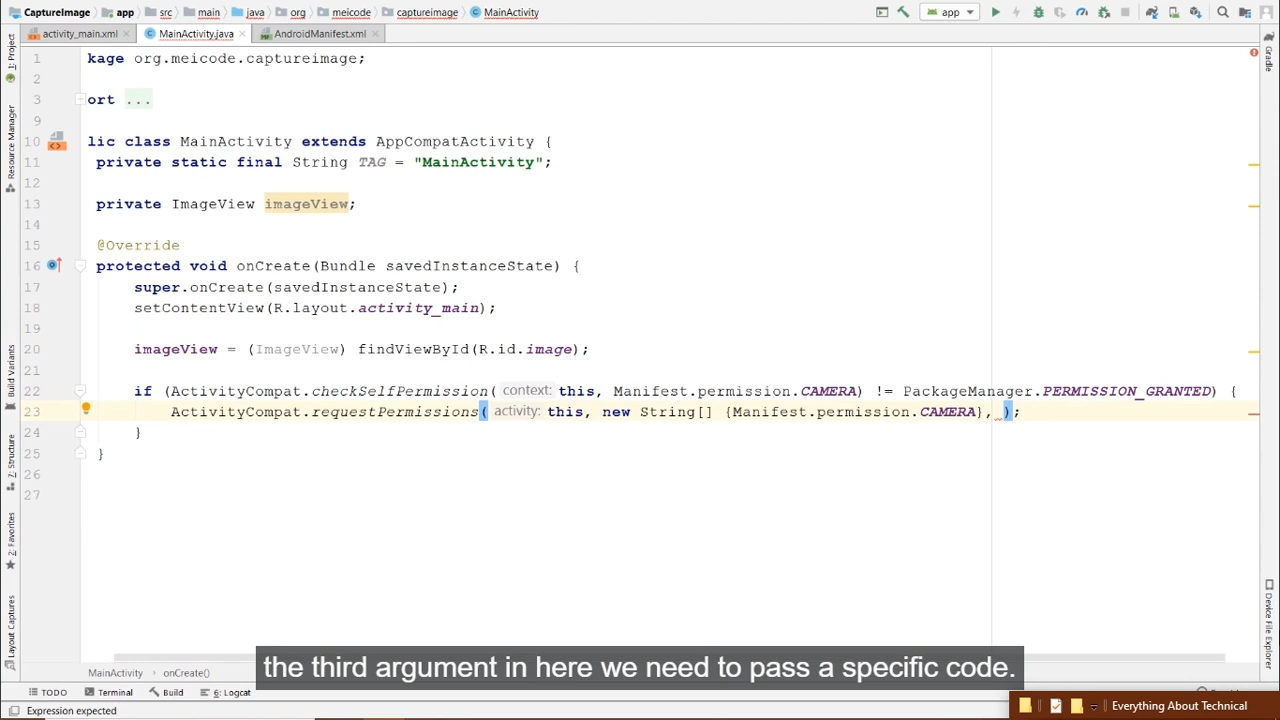 CaptureImage app src main java org meicode captureimage MainActivity app
activity_main.xml MainActivity.java AndroidManifest.xml
1 kage org.meicode.captureimage;
2
3 ort ...
9
10 lic class MainActivity extends AppCompatActivity {
11 private static final String TAG = "MainActivity";
12
13 private ImageView imageView;
14
15 @Override
16 protected void onCreate(Bundle savedInstanceState) {
17 super.onCreate(savedInstanceState);
18 setContentView(R.layout.activity_main);
19
20 imageView = (ImageView) findViewById(R.id.image);
21
22 if (ActivityCompat.checkSelfPermission( context: this, Manifest.permission.CAMERA) != PackageManager.PERMISSION_GRANTED) {
23 ActivityCompat.requestPermissions( activity: this, new String[] {Manifest.permission.CAMERA}, );
24 }
25 }
26
27
1: Project
Resource Manager
Build Variants
7: Structure
2: Favorites
Layout Captures
Gradle
Device File Explorer
the third argument in here we need to pass a specific code.
MainActivity › onCreate()
TODO Terminal Build 6: Logcat
Expression expected
Everything About Technical